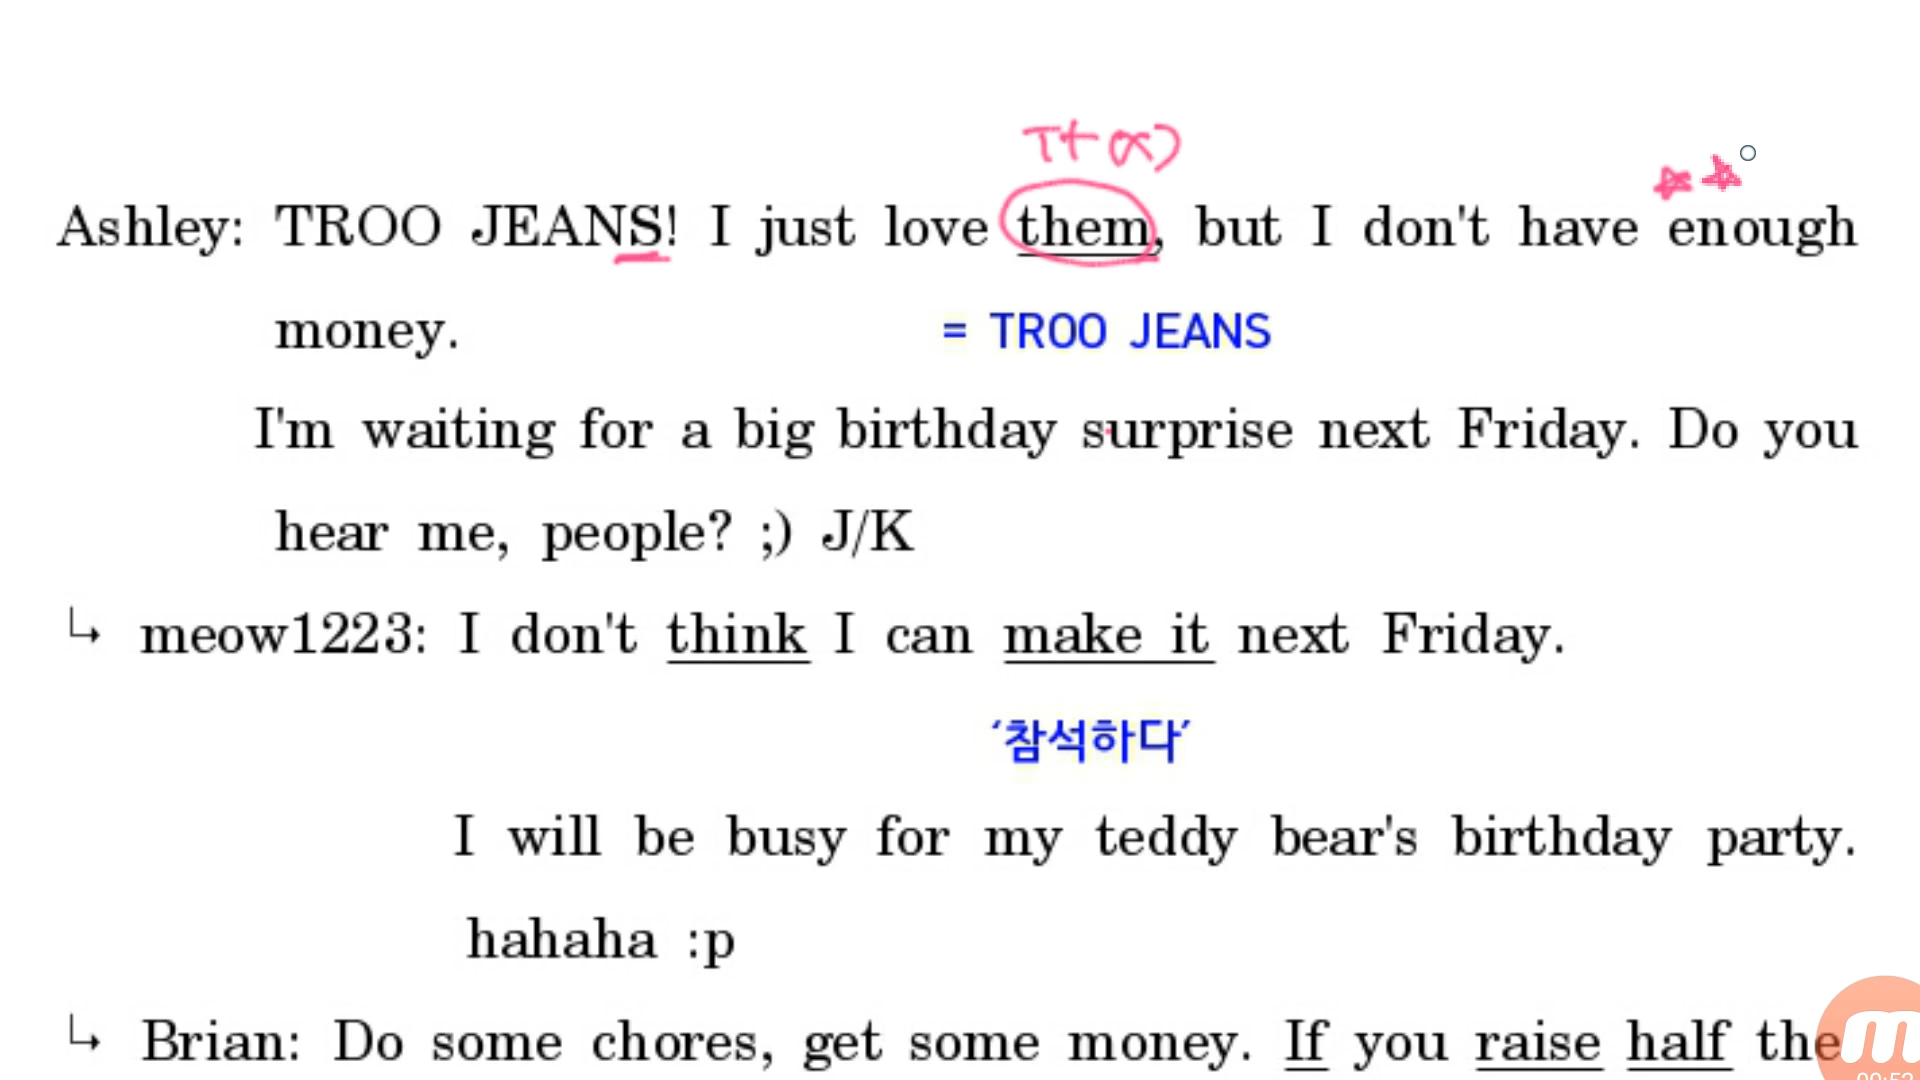 it (x)
Ashley: TROO JEANS! I just love them, but I don't have enough
money.
= TROO JEANS
I'm waiting for a big birthday surprise next Friday. Do you
hear me, people? ;) J/K
↳ meow1223: I don't think I can make it next Friday.
'참석하다'
I will be busy for my teddy bear's birthday party.
hahaha :p
↳ Brian: Do some chores, get some money. If you raise half the